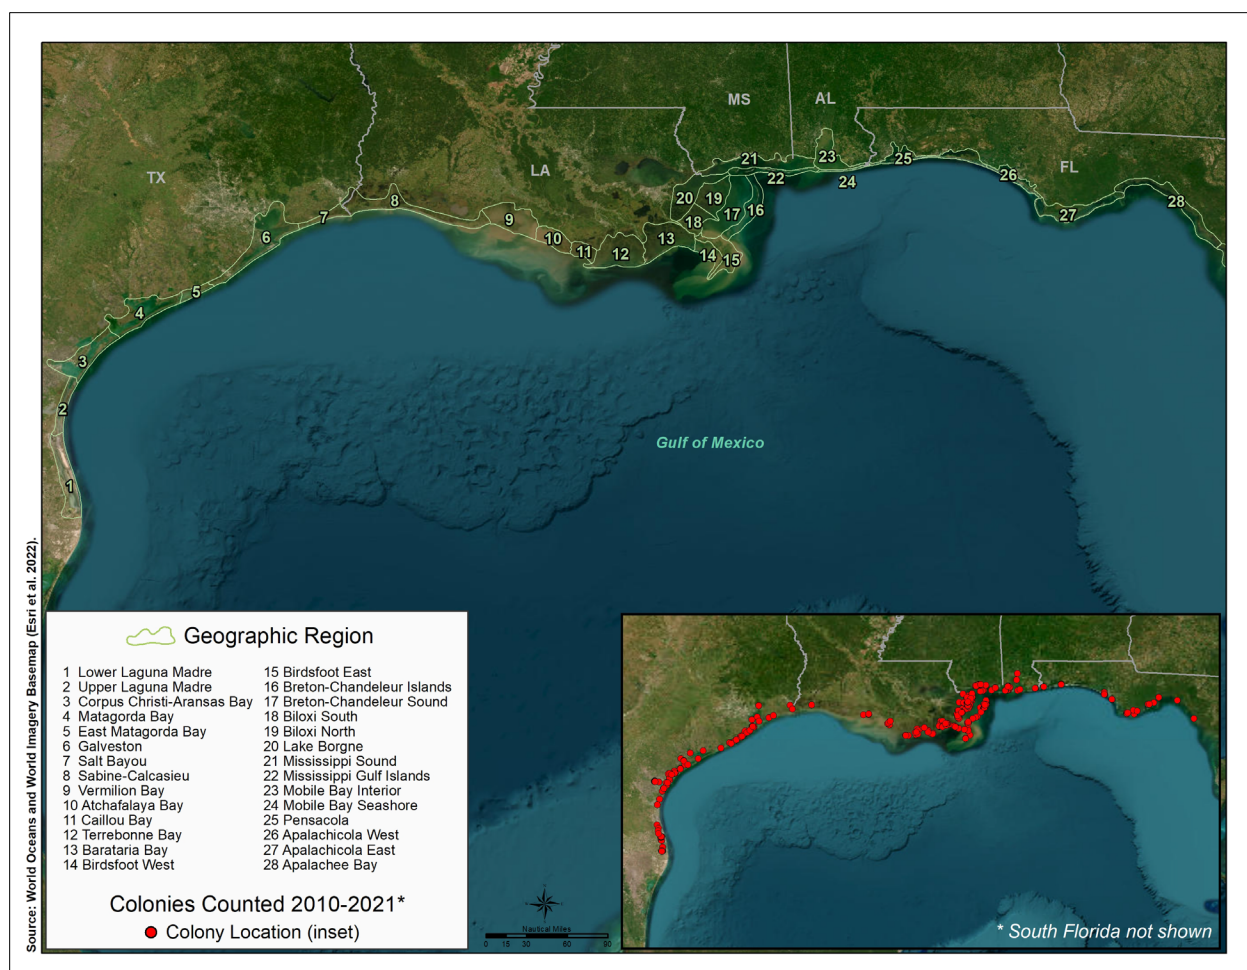 MS
AL
TX
LA
FL
21
23
25
22
24
26
20
19
8
16
17
28
7
9
18
27
6
10
13
11
12
14
15
5
4
3
2
1
Gulf of Mexico
Source: World Oceans and World Imagery Basemap (Esri et al. 2022).
Geographic Region
1 Lower Laguna Madre
2 Upper Laguna Madre
3 Corpus Christi-Aransas Bay
4 Matagorda Bay
5 East Matagorda Bay
6 Galveston
7 Salt Bayou
8 Sabine-Calcasieu
9 Vermilion Bay
10 Atchafalaya Bay
11 Caillou Bay
12 Terrebonne Bay
13 Barataria Bay
14 Birdsfoot West
15 Birdsfoot East
16 Breton-Chandeleur Islands
17 Breton-Chandeleur Sound
18 Biloxi South
19 Biloxi North
20 Lake Borgne
21 Mississippi Sound
22 Mississippi Gulf Islands
23 Mobile Bay Interior
24 Mobile Bay Seashore
25 Pensacola
26 Apalachicola West
27 Apalachicola East
28 Apalachee Bay
Colonies Counted 2010-2021*
Colony Location (inset)
Nautical Miles
0 15 30 60 90
* South Florida not shown